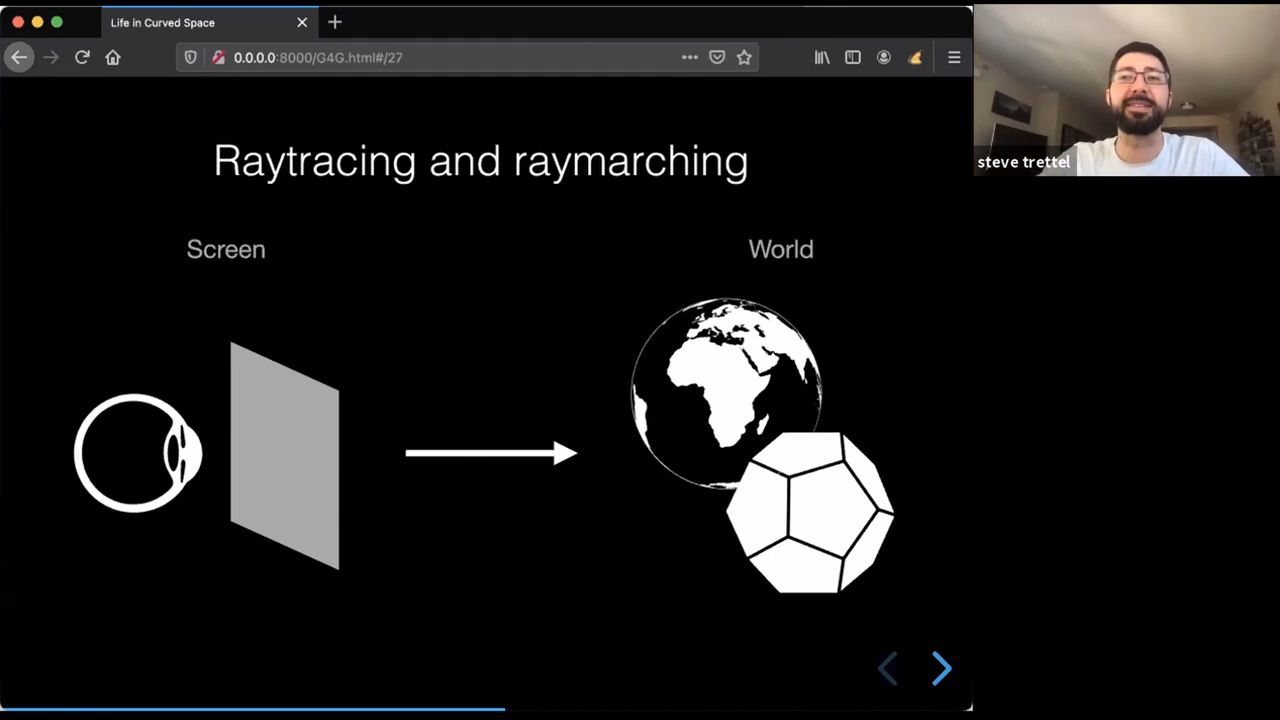 Life in Curved Space
0.0.0.0:8000/G4G.html#/27
steve trettel
Raytracing and raymarching
Screen
World